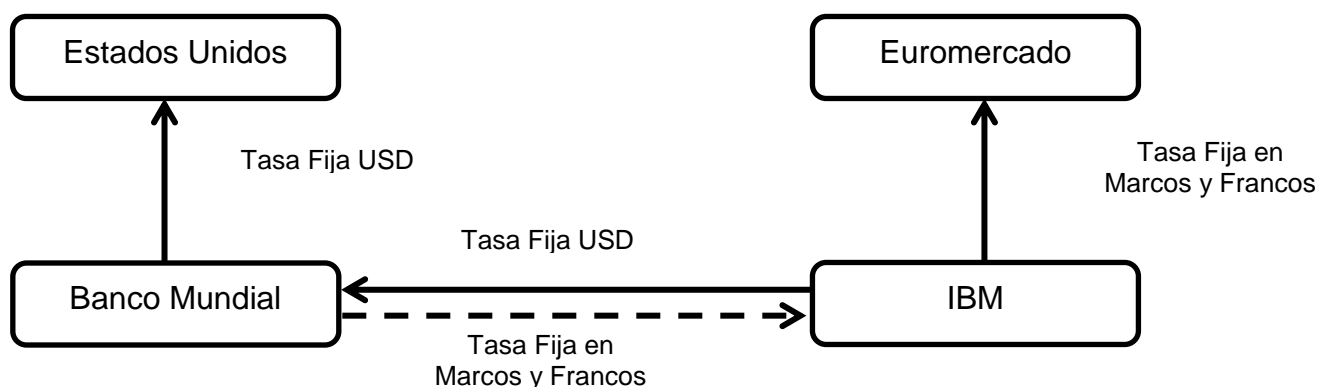 Estados Unidos
Euromercado
Tasa Fija USD
Tasa Fija en
Marcos y Francos
Tasa Fija USD
Banco Mundial
IBM
Tasa Fija en
Marcos y Francos